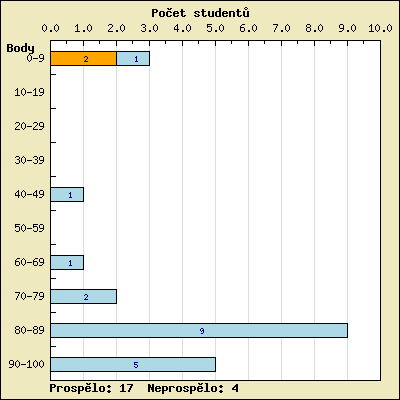 Počet studentů
0.0 1.0 2.0 3.0 4.0 5.0 6.0 7.0 8.0 9.0 10.0
Body
0-9 2 1
10-19
20-29
30-39
40-49 1
50-59
60-69 1
70-79 2
80-89 9
90-100 5
Prospělo: 17 Neprospělo: 4